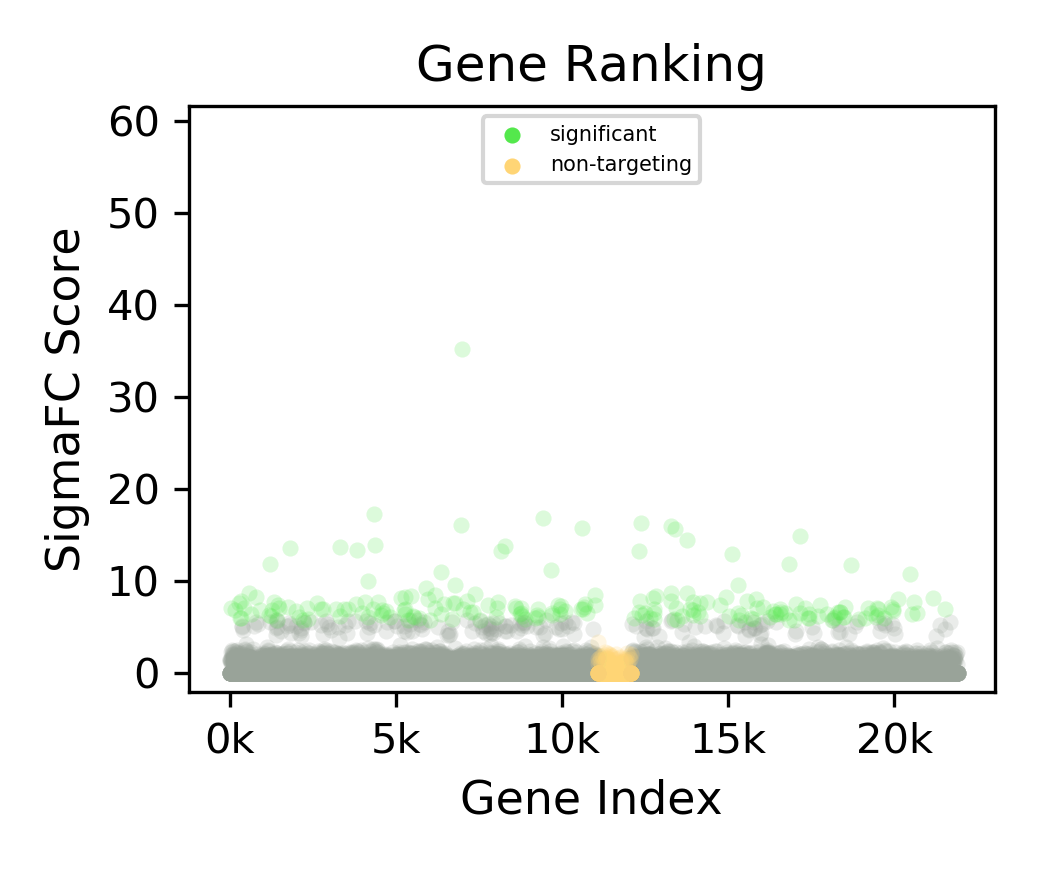 Gene Ranking
significant
non-targeting
SigmaFC Score
60
50
40
30
20
10
0
0k 5k 10k 15k 20k
Gene Index